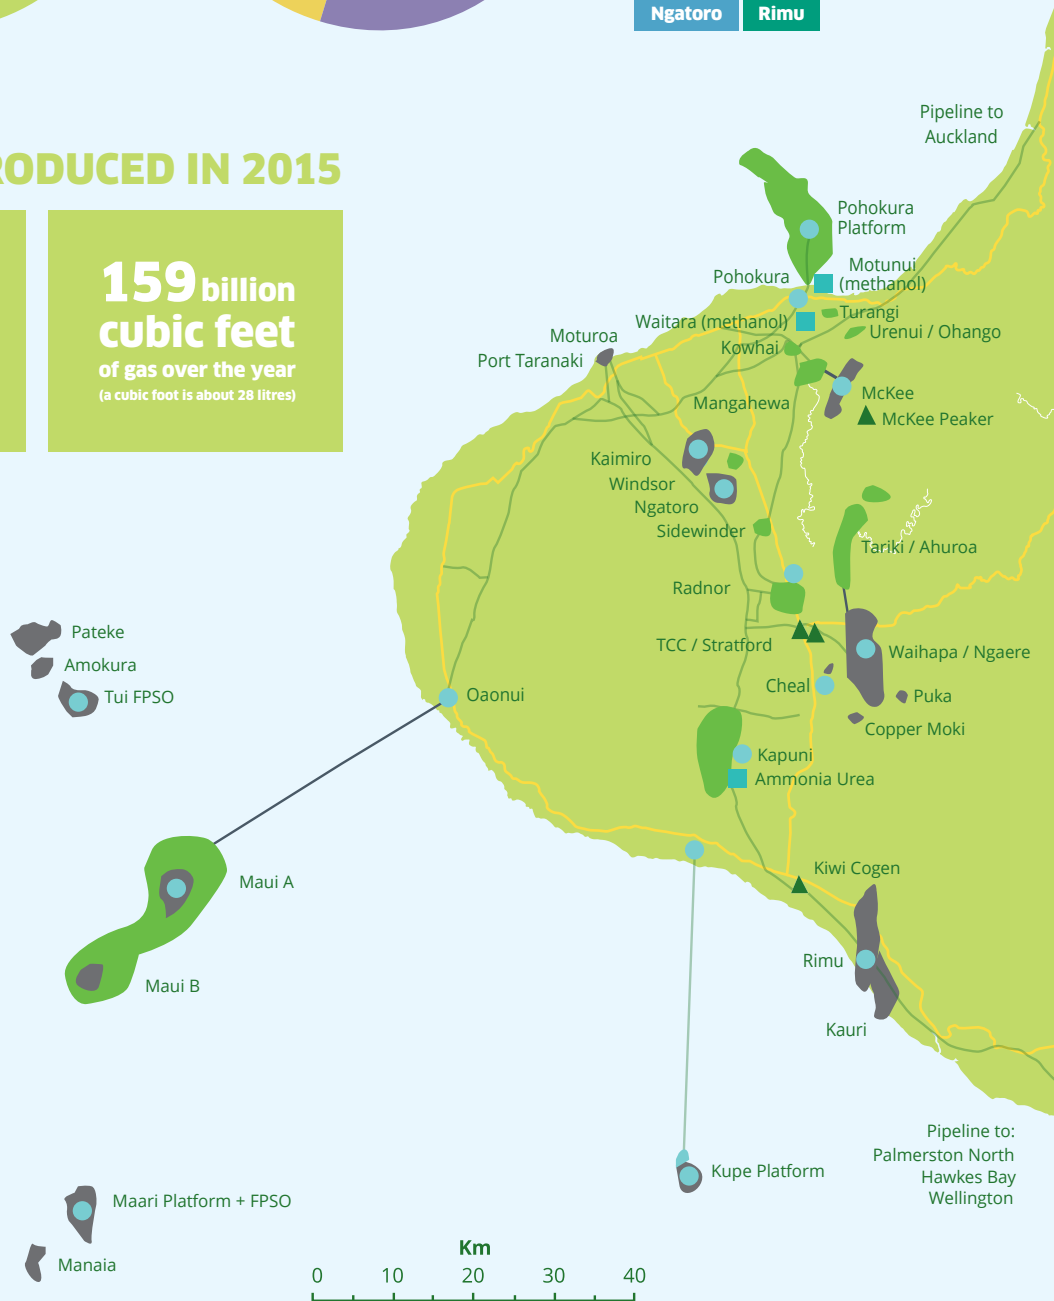 Ngatoro
Rimu
RODUCED IN 2015
159 billion
cubic feet
of gas over the year
(a cubic foot is about 28 litres)
Pipeline to
Auckland
Pohokura
Platform
Motunui
(methanol)
Pohokura
Turangi
Waitara (methanol)
Urenui / Ohango
Moturoa
Kowhai
Port Taranaki
McKee
Mangahewa
McKee Peaker
Kaimiro
Windsor
Ngatoro
Sidewinder
Tariki / Ahuroa
Radnor
Pateke
TCC / Stratford
Waihapa / Ngaere
Amokura
Cheal
Tui FPSO
Oaonui
Puka
Copper Moki
Kapuni
Ammonia Urea
Kiwi Cogen
Maui A
Rimu
Maui B
Kauri
Pipeline to:
Palmerston North
Hawkes Bay
Wellington
Kupe Platform
Maari Platform + FPSO
Manaia
Km
0 10 20 30 40